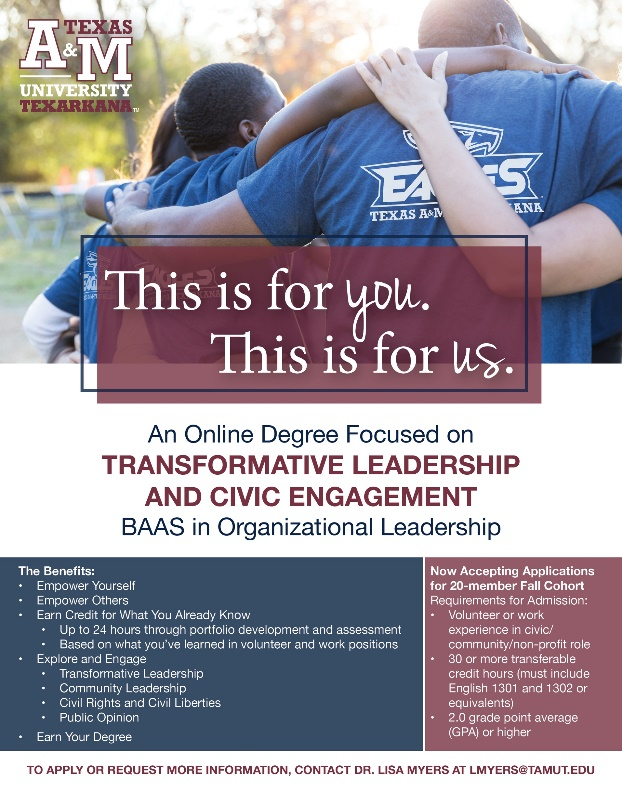 TEXAS
A&M
UNIVERSITY
TEXARKANA™
EAGLES
TEXAS A&M
This is for you.
This is for us.
An Online Degree Focused on
TRANSFORMATIVE LEADERSHIP
AND CIVIC ENGAGEMENT
BAAS in Organizational Leadership
The Benefits:
• Empower Yourself
• Empower Others
• Earn Credit for What You Already Know
• Up to 24 hours through portfolio development and assessment
• Based on what you've learned in volunteer and work positions
• Explore and Engage
• Transformative Leadership
• Community Leadership
• Civil Rights and Civil Liberties
• Public Opinion
• Earn Your Degree
Now Accepting Applications
for 20-member Fall Cohort
Requirements for Admission:
• Volunteer or work
experience in civic/
community/non-profit role
• 30 or more transferable
credit hours (must include
English 1301 and 1302 or
equivalents)
• 2.0 grade point average
(GPA) or higher
TO APPLY OR REQUEST MORE INFORMATION, CONTACT DR. LISA MYERS AT LMYERS@TAMUT.EDU